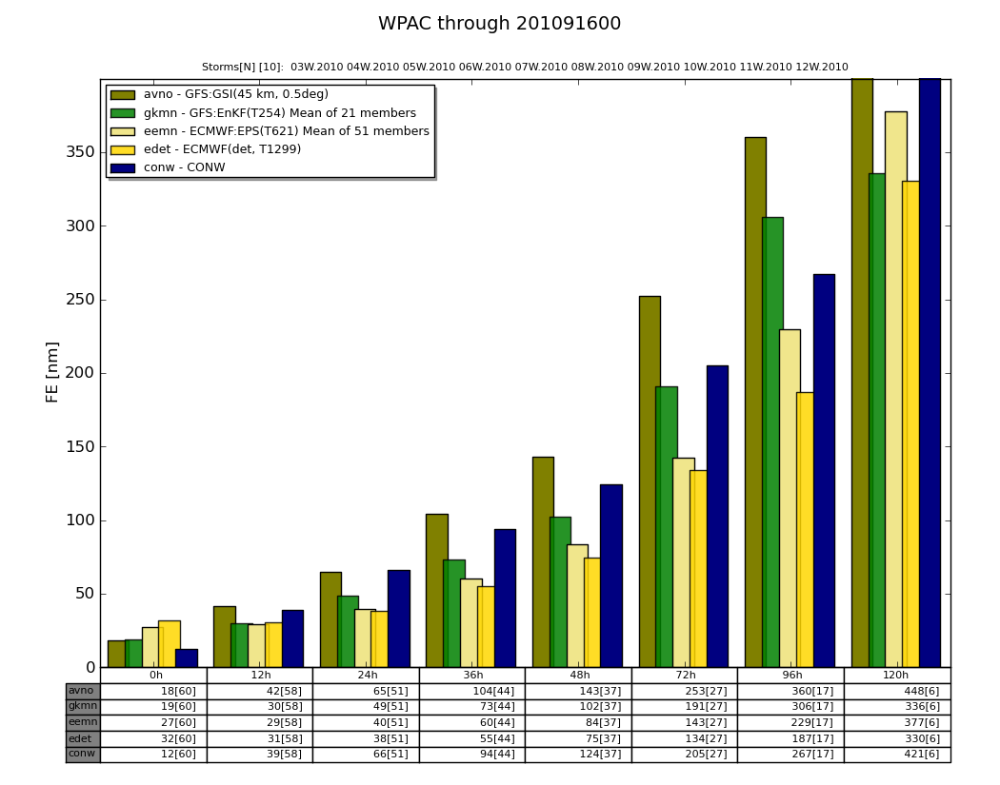 WPAC through 201091600
Storms[N] [10]:  03W.2010 04W.2010 05W.2010 06W.2010 07W.2010 08W.2010 09W.2010 10W.2010 11W.2010 12W.2010
avno - GFS:GSI(45 km, 0.5deg)
gkmn - GFS:EnKF(T254) Mean of 21 members
eemn - ECMWF:EPS(T621) Mean of 51 members
edet - ECMWF(det, T1299)
conw - CONW
350
300
250
200
150
100
50
0
FE [nm]
0h 12h 24h 36h 48h 72h 96h 120h
avno 18[60] 42[58] 65[51] 104[44] 143[37] 253[27] 360[17] 448[6]
gkmn 19[60] 30[58] 49[51] 73[44] 102[37] 191[27] 306[17] 336[6]
eemn 27[60] 29[58] 40[51] 60[44] 84[37] 143[27] 229[17] 377[6]
edet 32[60] 31[58] 38[51] 55[44] 75[37] 134[27] 187[17] 330[6]
conw 12[60] 39[58] 66[51] 94[44] 124[37] 205[27] 267[17] 421[6]